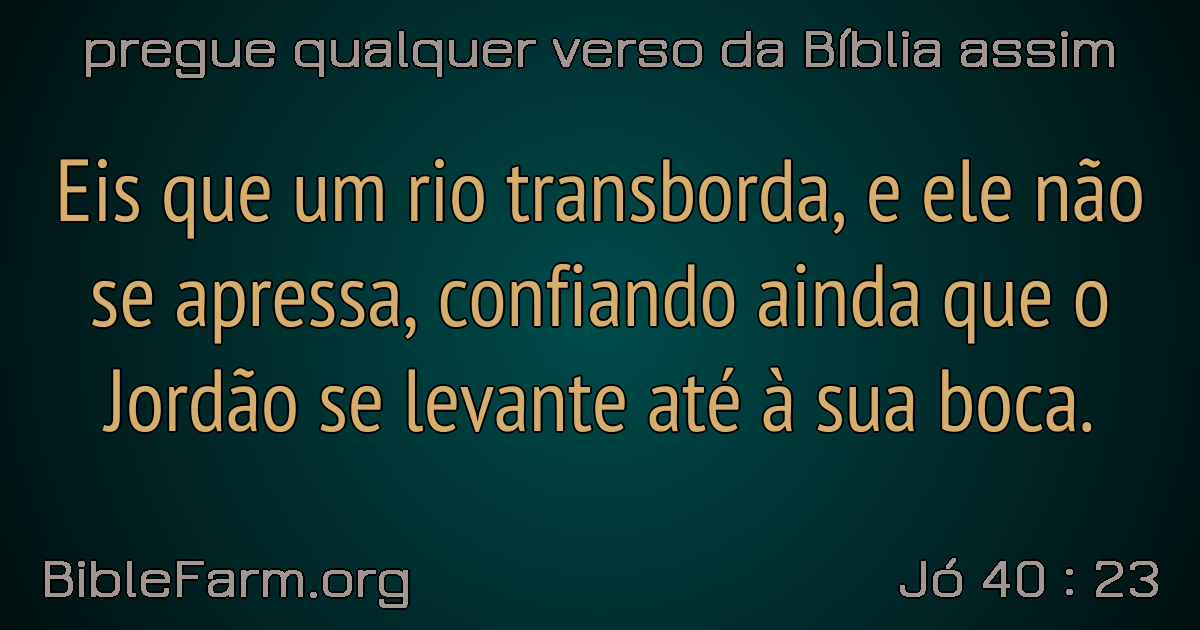 pregue qualquer verso da Bíblia assim
Eis que um rio transborda, e ele não
se apressa, confiando ainda que o
Jordão se levante até à sua boca.
BibleFarm.org
Jó 40 : 23